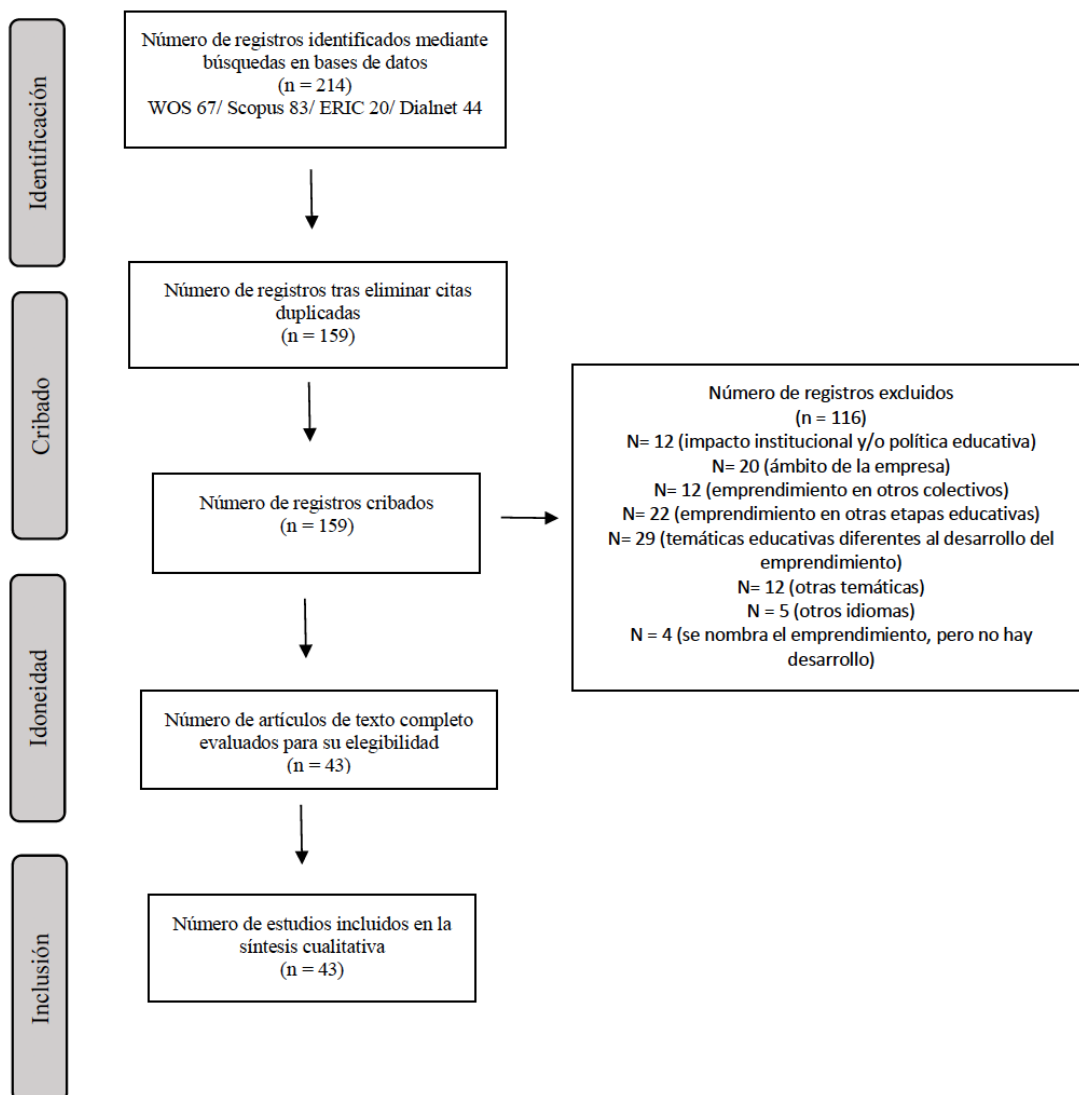 Identificación
Número de registros identificados mediante
búsquedas en bases de datos
(n = 214)
WOS 67/ Scopus 83/ ERIC 20/ Dialnet 44
Cribado
Número de registros tras eliminar citas
duplicadas
(n = 159)
Número de registros cribados
(n = 159)
Número de registros excluidos
(n = 116)
N= 12 (impacto institucional y/o política educativa)
N= 20 (ámbito de la empresa)
N= 12 (emprendimiento en otros colectivos)
N= 22 (emprendimiento en otras etapas educativas)
N= 29 (temáticas educativas diferentes al desarrollo del
emprendimiento)
N= 12 (otras temáticas)
N = 5 (otros idiomas)
N = 4 (se nombra el emprendimiento, pero no hay
desarrollo)
Idoneidad
Número de artículos de texto completo
evaluados para su elegibilidad
(n = 43)
Inclusión
Número de estudios incluidos en la
síntesis cualitativa
(n = 43)